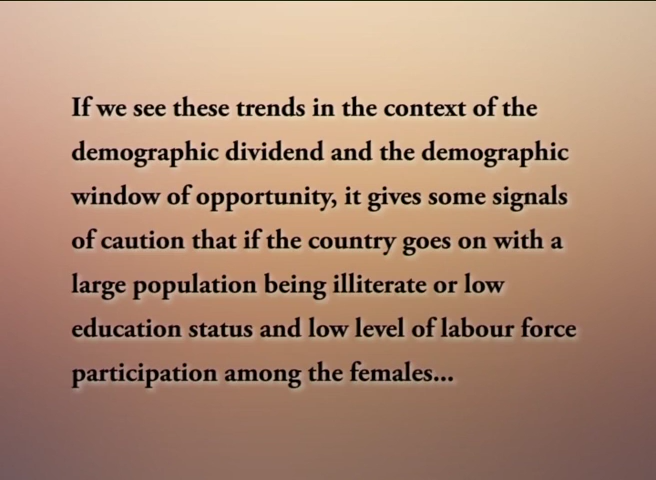 If we see these trends in the context of the
demographic dividend and the demographic
window of opportunity, it gives some signals
of caution that if the country goes on with a
large population being illiterate or low
education status and low level of labour force
participation among the females...